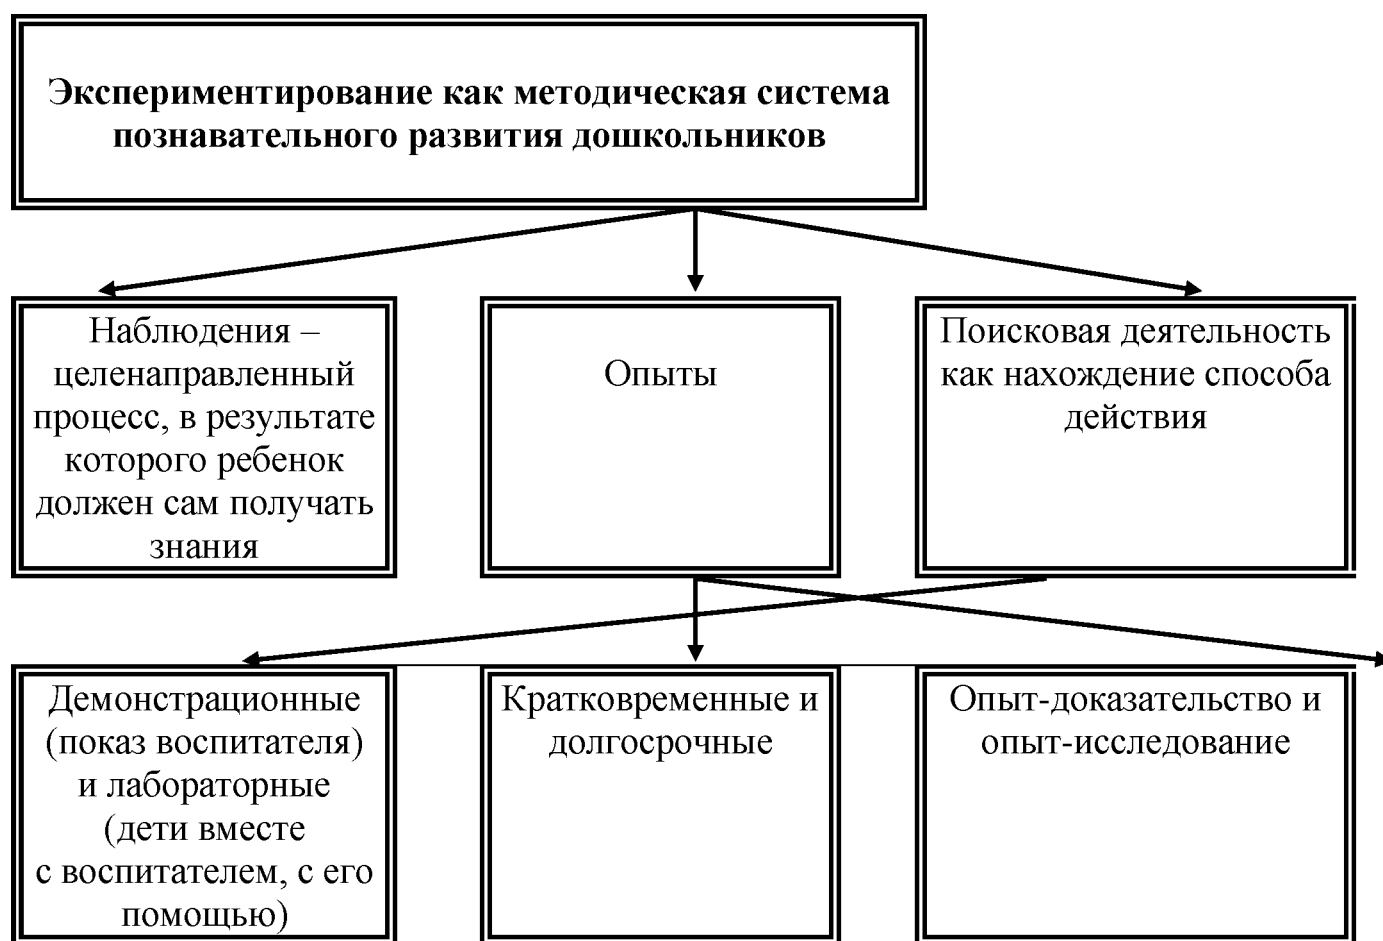 Экспериментирование как методическая система
познавательного развития дошкольников
Наблюдения –
целенаправленный
процесс, в результате
которого ребенок
должен сам получать
знания
Опыты
Поисковая деятельность
как нахождение способа
действия
Демонстрационные
(показ воспитателя)
и лабораторные
(дети вместе
с воспитателем, с его
помощью)
Кратковременные и
долгосрочные
Опыт-доказательство и
опыт-исследование